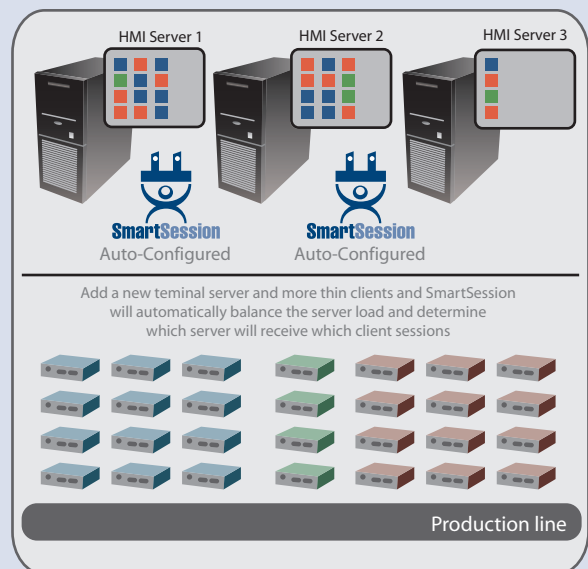 HMI Server 1
HMI Server 2
HMI Server 3
SmartSession
Auto-Configured
SmartSession
Auto-Configured
Add a new teminal server and more thin clients and SmartSession
will automatically balance the server load and determine
which server will receive which client sessions
Production line